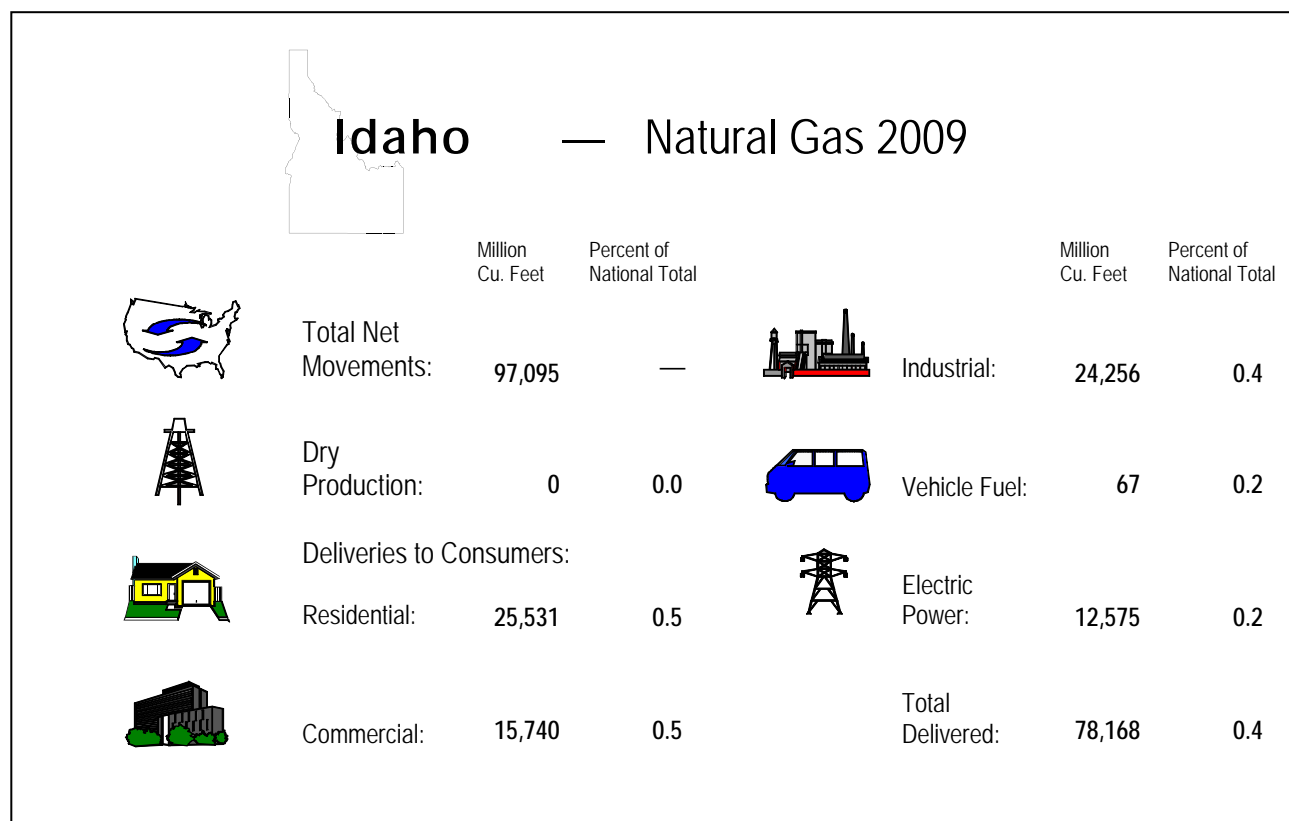 Idaho — Natural Gas 2009
Million Percent of
Cu. Feet National Total
Total Net
Movements: 97,095 —
Dry
Production: 0 0.0
Deliveries to Consumers:
Residential: 25,531 0.5
Commercial: 15,740 0.5
Million Percent of
Cu. Feet National Total
Industrial: 24,256 0.4
Vehicle Fuel: 67 0.2
Electric
Power: 12,575 0.2
Total
Delivered: 78,168 0.4